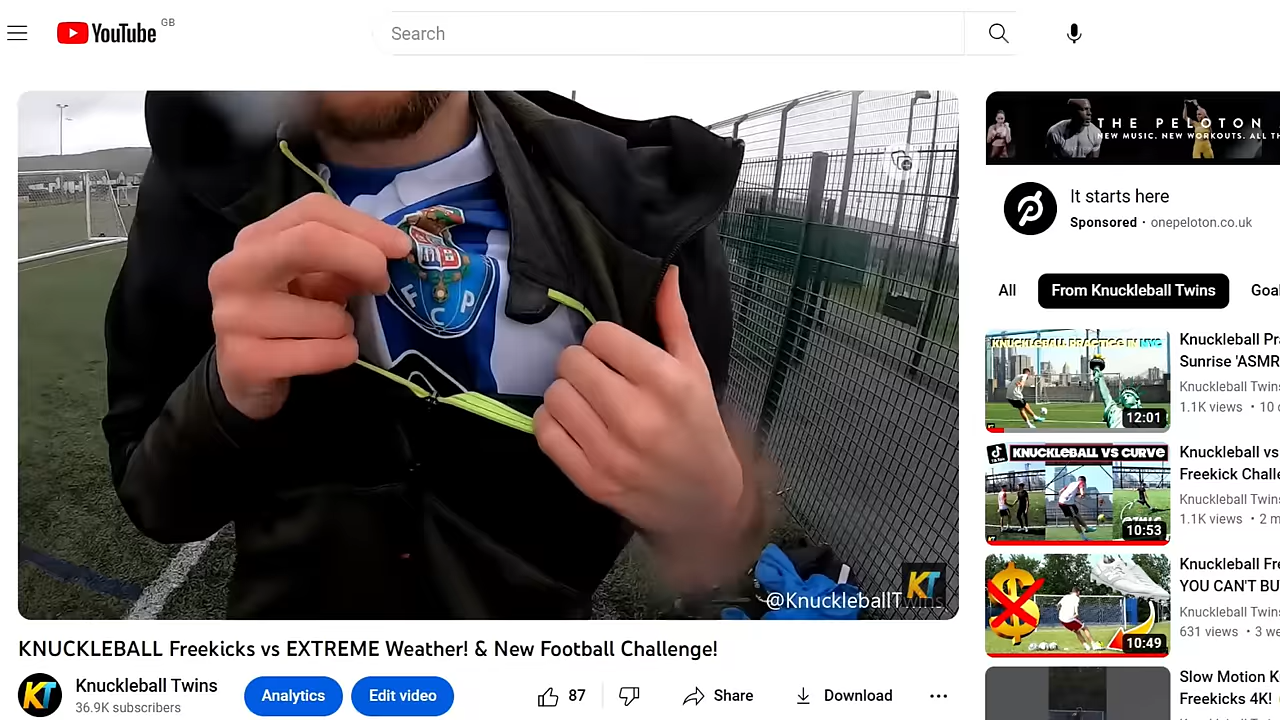 YouTube GB
Search
FCP
@KnuckleballTwins
KT
KNUCKLEBALL Freekicks vs EXTREME Weather! & New Football Challenge!
KT
Knuckleball Twins
36.9K subscribers
Analytics
Edit video
87
Share
Download
THE PELOTON
NEW MUSIC. NEW WORKOUTS. ALL T
It starts here
Sponsored · onepeloton.co.uk
All
From Knuckleball Twins
Goal
KNUCKLEBALL PRACTICE IN NYC
12:01
Knuckleball Pra
Sunrise 'ASMR
Knuckleball Twins
1.1K views • 10 d
KNUCKLEBALL VS CURVE
10:53
Knuckleball vs
Freekick Challe
Knuckleball Twins
1.1K views • 2 m
10:49
Knuckleball Fre
YOU CAN'T BU
Knuckleball Twins
631 views • 3 we
Slow Motion K
Freekicks 4K!